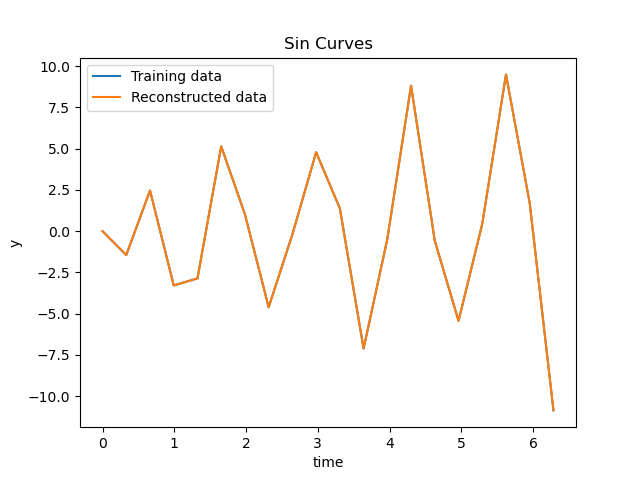 Sin Curves
Training data
Reconstructed data
10.0
7.5
5.0
2.5
0.0
−2.5
−5.0
−7.5
−10.0
y
0 1 2 3 4 5 6
time